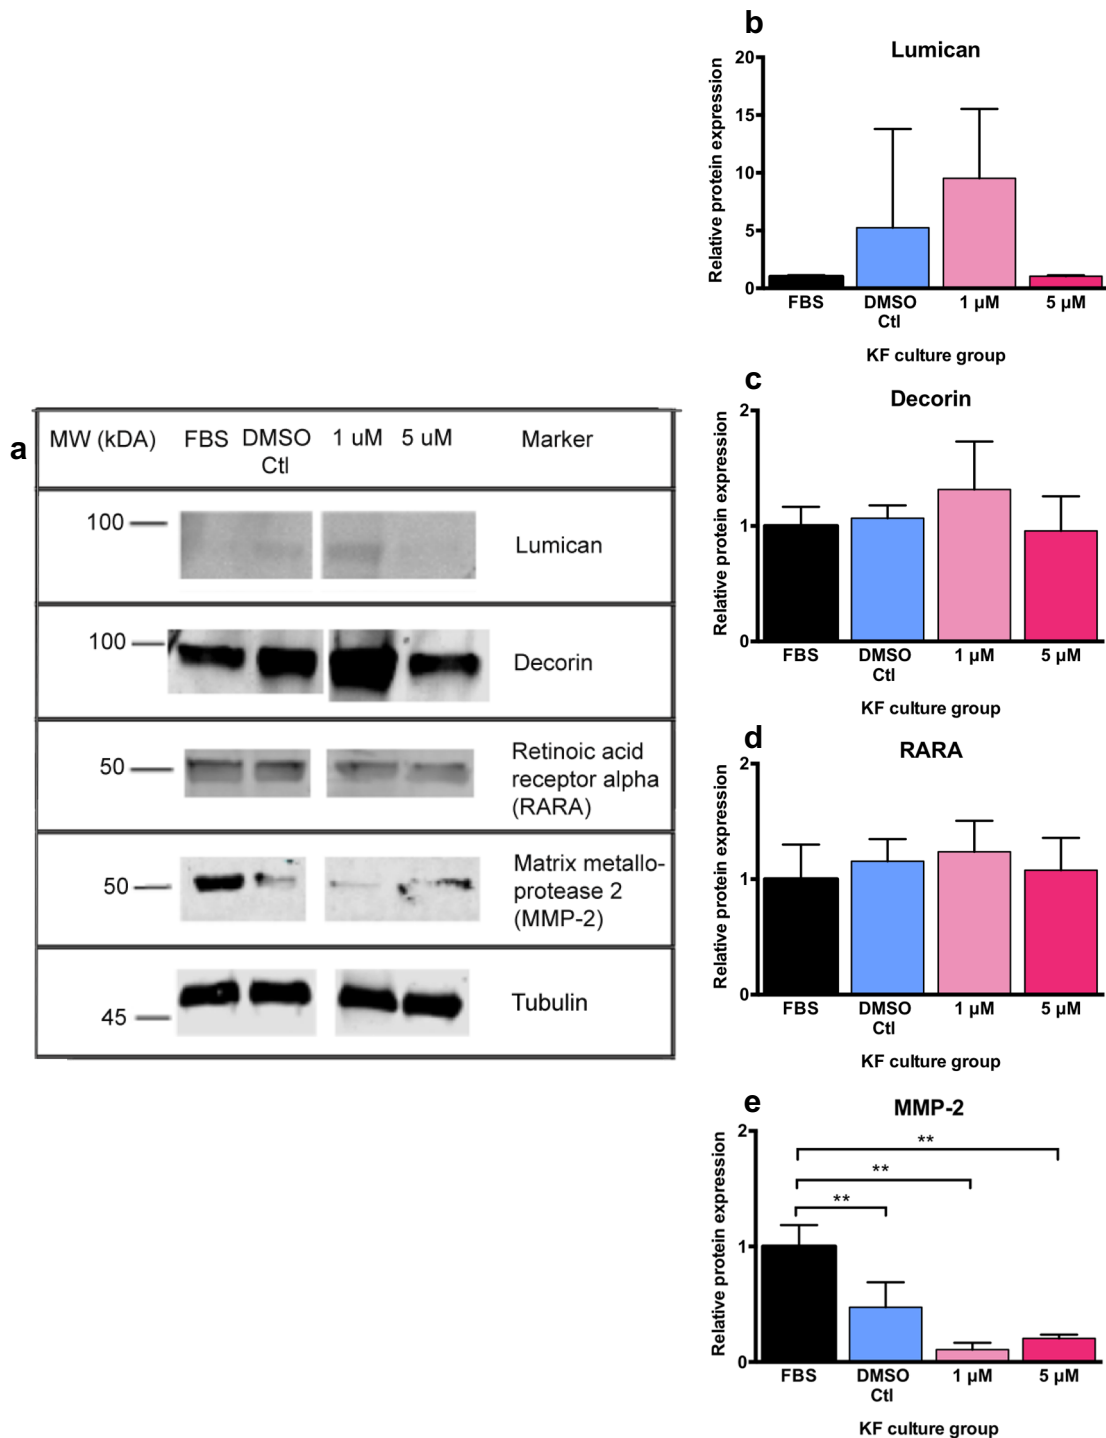 a
MW (kDA) FBS DMSO 1 uM 5 uM Marker
Ctl
100
Lumican
100
Decorin
50
Retinoic acid
receptor alpha
(RARA)
50
Matrix metallo-
protease 2
(MMP-2)
45
Tubulin
b
Lumican
Relative protein expression
20
15
10
5
0
FBS DMSO 1 µM 5 µM
Ctl
KF culture group
c
Decorin
Relative protein expression
2
1
0
FBS DMSO 1 µM 5 µM
Ctl
KF culture group
d
RARA
Relative protein expression
2
1
0
FBS DMSO 1 µM 5 µM
Ctl
KF culture group
e
MMP-2
Relative protein expression
2
1
0
**
**
**
FBS DMSO 1 µM 5 µM
Ctl
KF culture group